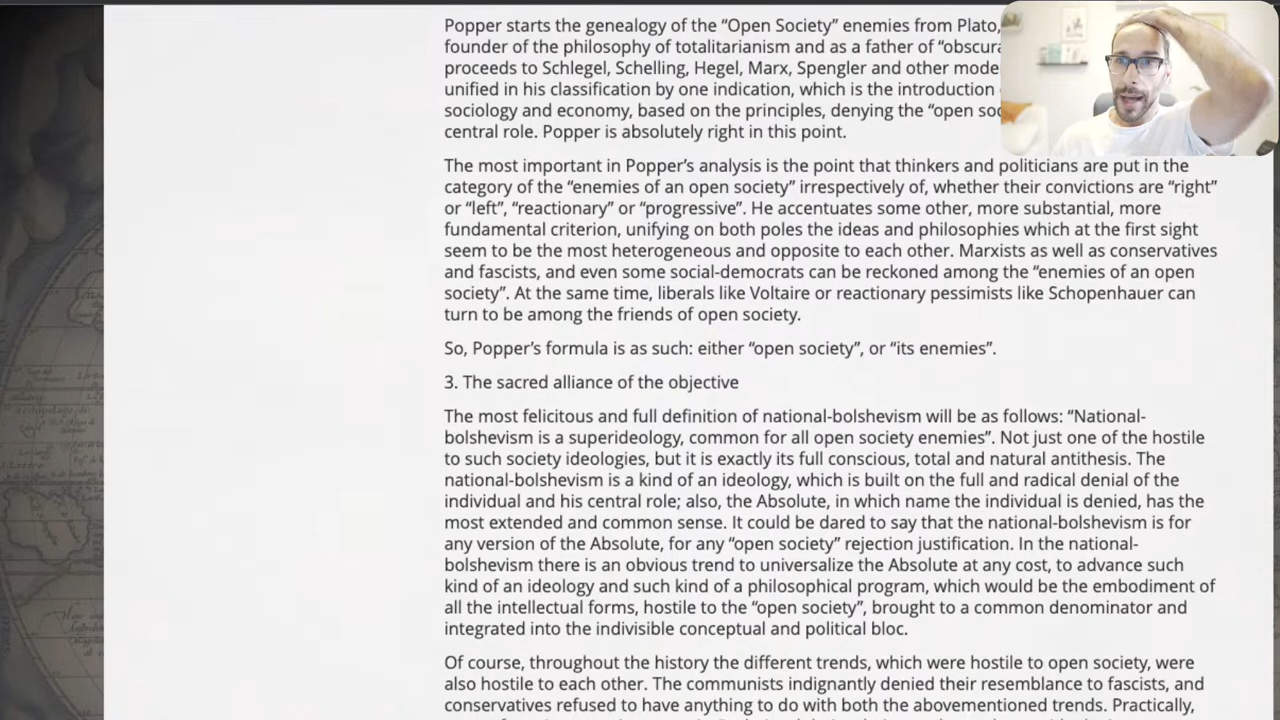 Popper starts the genealogy of the “Open Society” enemies from Plato,
founder of the philosophy of totalitarianism and as a father of
proceeds to Schlegel, Schelling, Hegel, Marx, Spengler and other
unified in his classification by one indication, which is the introduction
sociology and economy, based on the principles, denying the “open
central role. Popper is absolutely right in this point.
The most important in Popper’s analysis is the point that thinkers and politicians are put in the
category of the “enemies of an open society” irrespectively of, whether their convictions are “right”
or “left”, “reactionary” or “progressive”. He accentuates some other, more substantial, more
fundamental criterion, unifying on both poles the ideas and philosophies which at the first sight
seem to be the most heterogeneous and opposite to each other. Marxists as well as conservatives
and fascists, and even some social-democrats can be reckoned among the “enemies of an open
society”. At the same time, liberals like Voltaire or reactionary pessimists like Schopenhauer can
turn to be among the friends of open society.
So, Popper’s formula is as such: either “open society”, or “its enemies”.
3. The sacred alliance of the objective
The most felicitous and full definition of national-bolshevism will be as follows: “National-
bolshevism is a superideology, common for all open society enemies”. Not just one of the hostile
to such society ideologies, but it is exactly its full conscious, total and natural antithesis. The
national-bolshevism is a kind of an ideology, which is built on the full and radical denial of the
individual and his central role; also, the Absolute, in which name the individual is denied, has the
most extended and common sense. It could be dared to say that the national-bolshevism is for
any version of the Absolute, for any “open society” rejection justification. In the national-
bolshevism there is an obvious trend to universalize the Absolute at any cost, to advance such
kind of an ideology and such kind of a philosophical program, which would be the embodiment of
all the intellectual forms, hostile to the “open society”, brought to a common denominator and
integrated into the indivisible conceptual and political bloc.
Of course, throughout the history the different trends, which were hostile to open society, were
also hostile to each other. The communists indignantly denied their resemblance to fascists, and
conservatives refused to have anything to do with both the abovementioned trends. Practically,